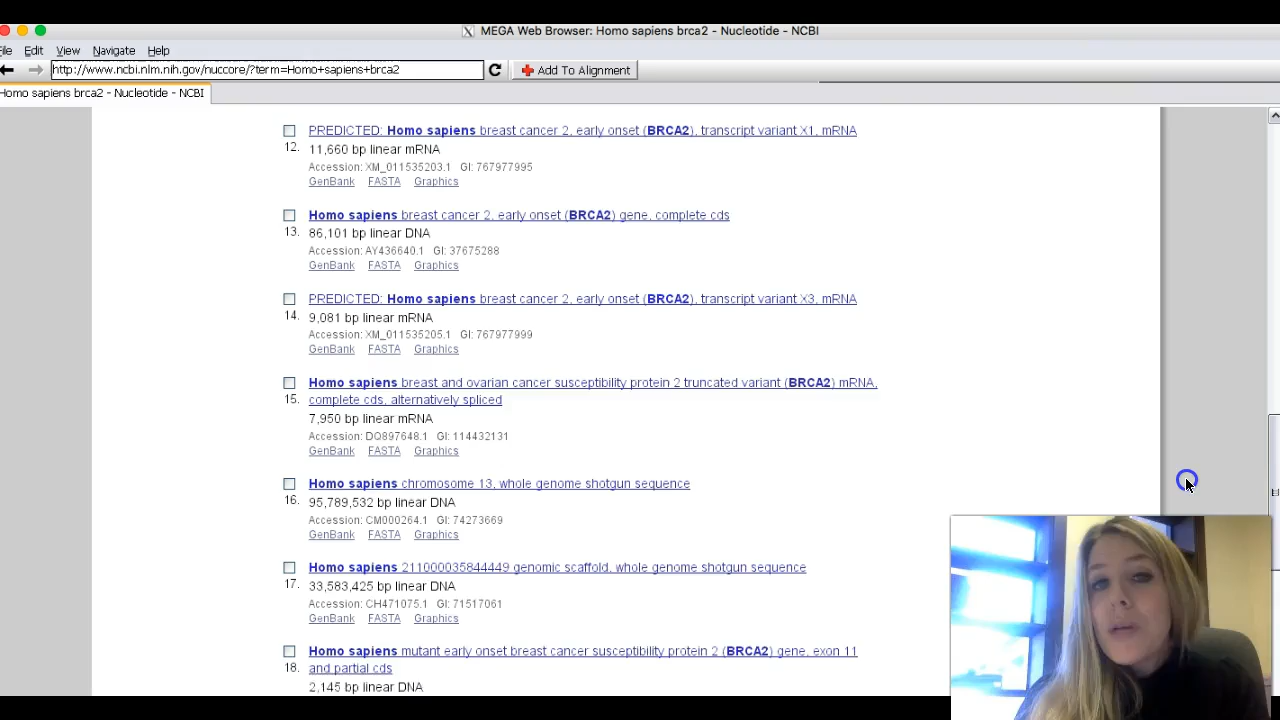 MEGA Web Browser: Homo sapiens brca2 - Nucleotide - NCBI
File Edit View Navigate Help
http://www.ncbi.nlm.nih.gov/nuccore/?term=Homo+sapiens+brca2 Add To Alignment
Homo sapiens brca2 - Nucleotide - NCBI
PREDICTED: Homo sapiens breast cancer 2, early onset (BRCA2), transcript variant X1, mRNA
12. 11,660 bp linear mRNA
Accession: XM_011535203.1 GI: 767977995
GenBank FASTA Graphics
Homo sapiens breast cancer 2, early onset (BRCA2) gene, complete cds
13. 86,101 bp linear DNA
Accession: AY436640.1 GI: 37675288
GenBank FASTA Graphics
PREDICTED: Homo sapiens breast cancer 2, early onset (BRCA2), transcript variant X3, mRNA
14. 9,081 bp linear mRNA
Accession: XM_011535205.1 GI: 767977999
GenBank FASTA Graphics
Homo sapiens breast and ovarian cancer susceptibility protein 2 truncated variant (BRCA2) mRNA,
15. complete cds, alternatively spliced
7,950 bp linear mRNA
Accession: DQ897648.1 GI: 114432131
GenBank FASTA Graphics
Homo sapiens chromosome 13, whole genome shotgun sequence
16. 95,789,532 bp linear DNA
Accession: CM000264.1 GI: 74273669
GenBank FASTA Graphics
Homo sapiens 211000035844449 genomic scaffold, whole genome shotgun sequence
17. 33,583,425 bp linear DNA
Accession: CH471075.1 GI: 71517061
GenBank FASTA Graphics
Homo sapiens mutant early onset breast cancer susceptibility protein 2 (BRCA2) gene, exon 11
18. and partial cds
2,145 bp linear DNA